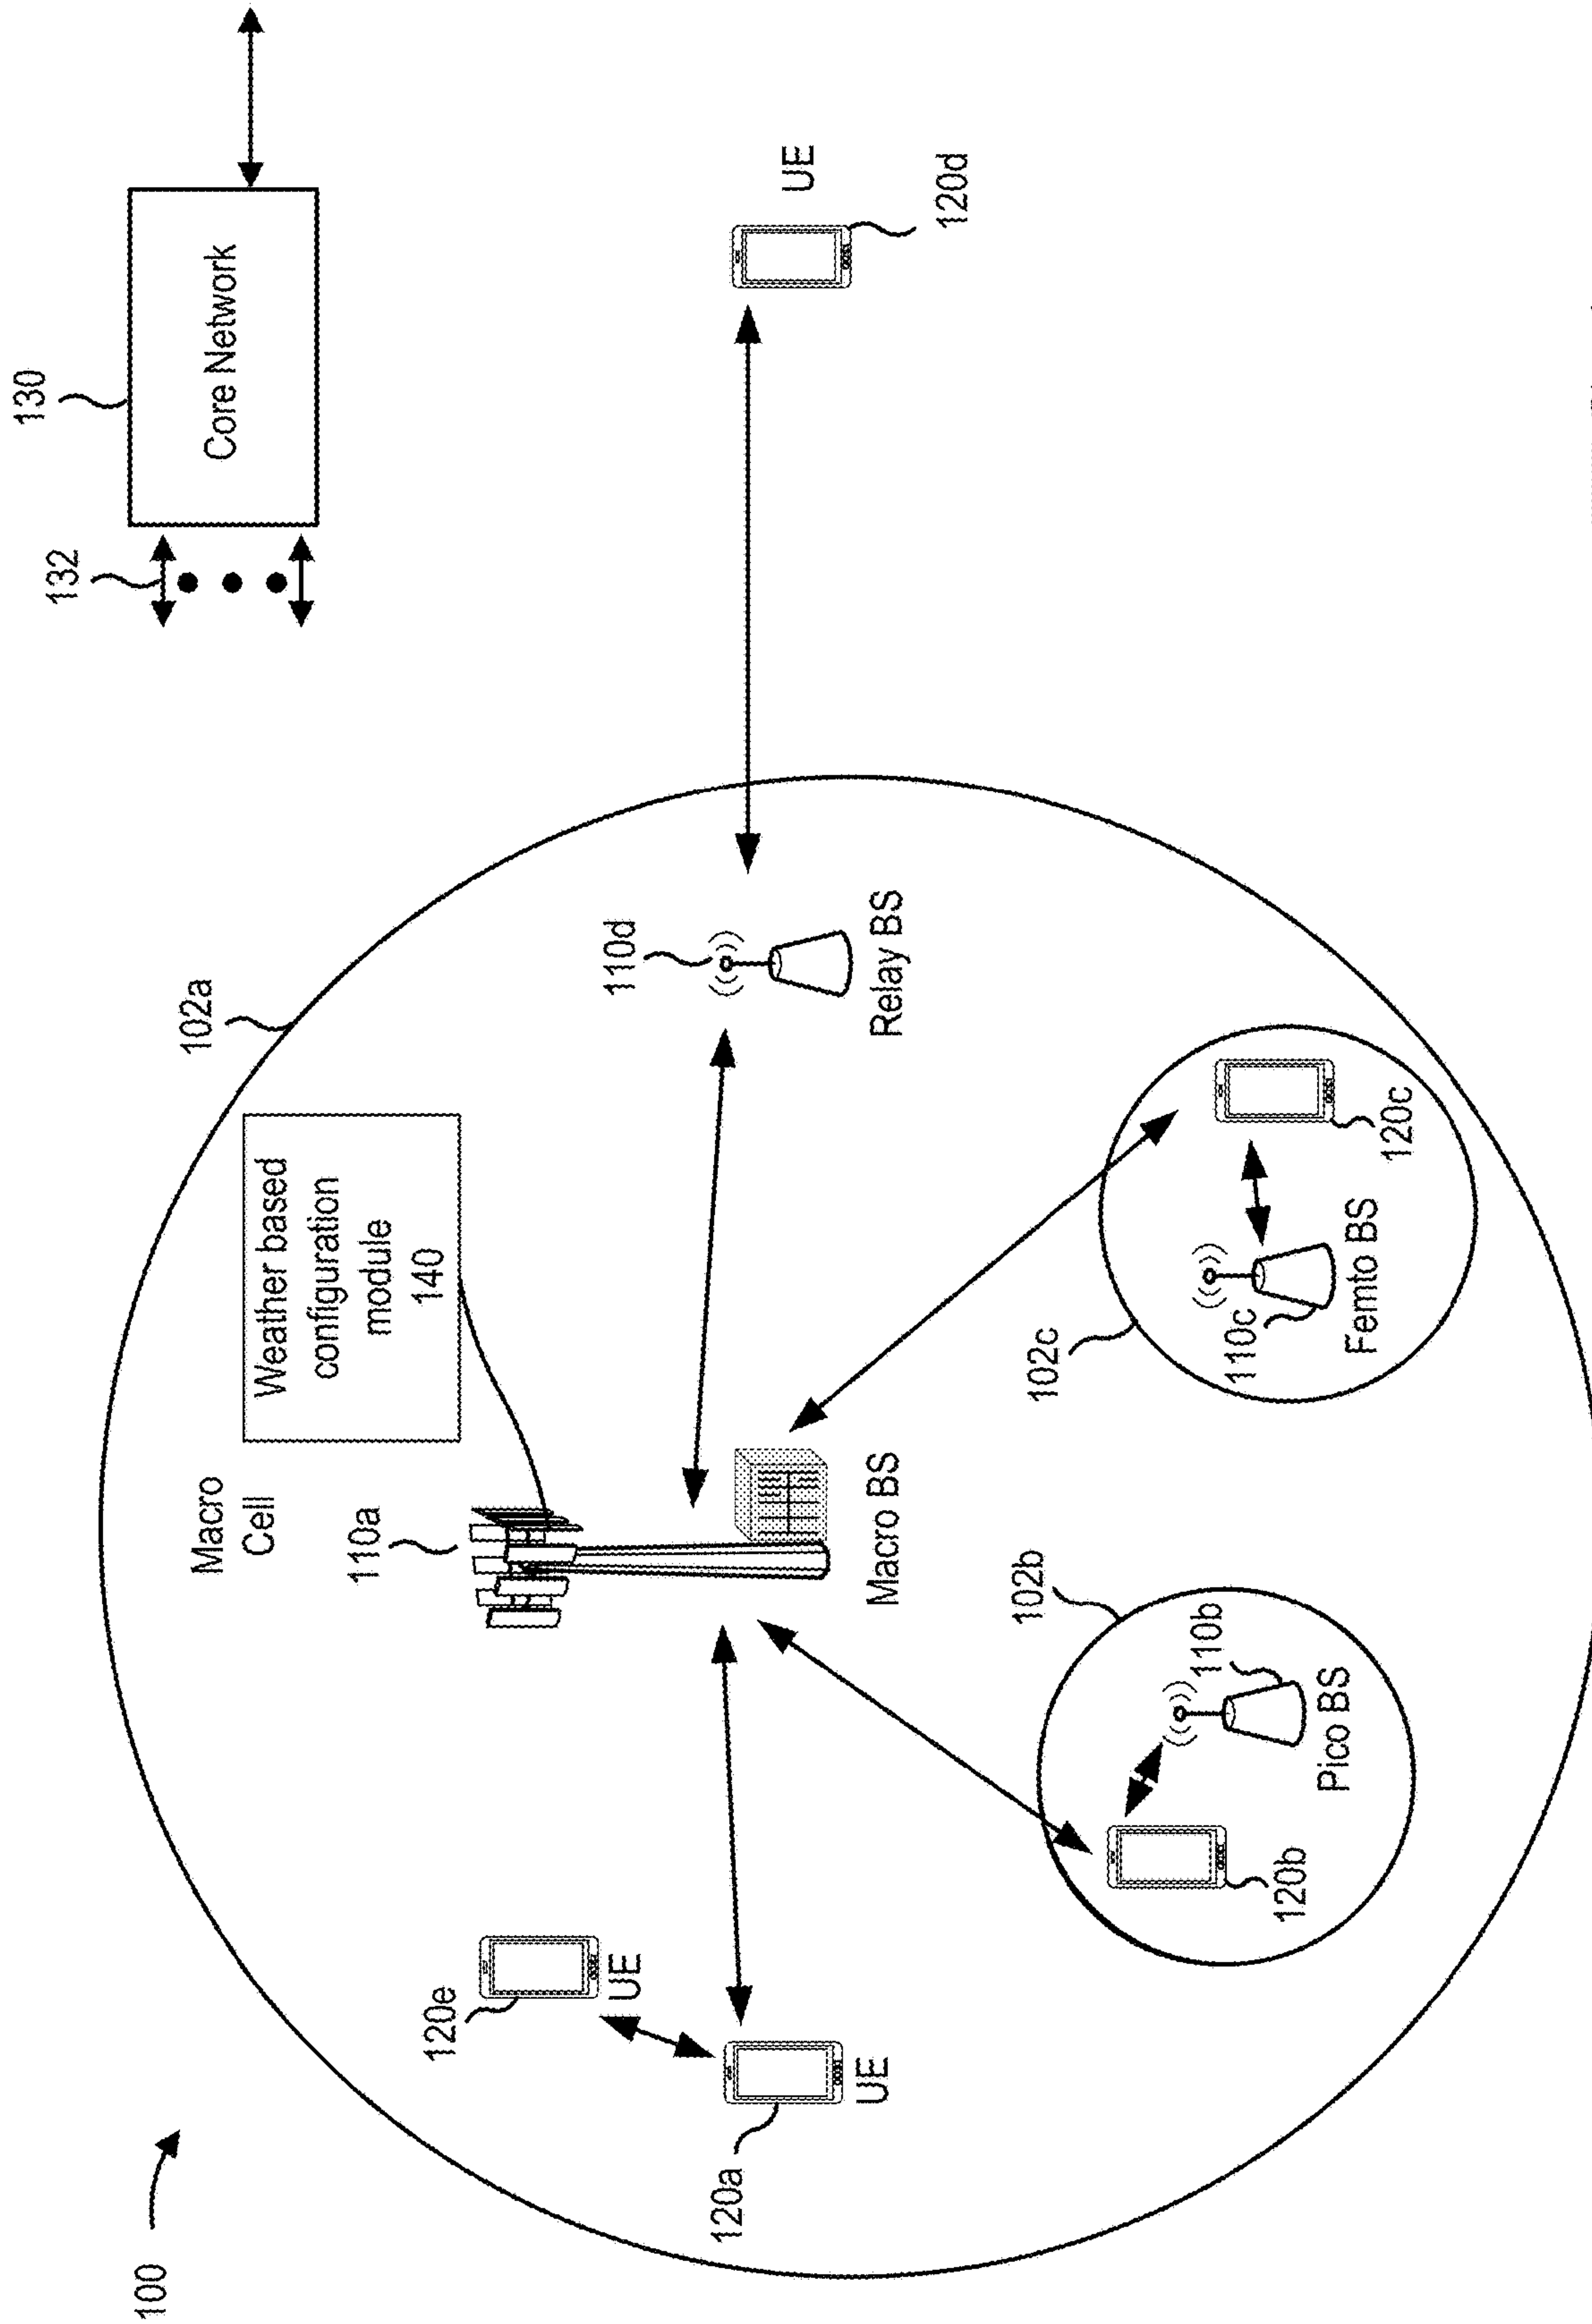 100
102a
130
Core Network
132
Macro
Cell
Weather based
configuration
module
140
110a
120e
UE
110d
Relay BS
UE
120d
120a
UE
Macro BS
102b
110b
Pico BS
120b
102c
110c
Femto BS
120c